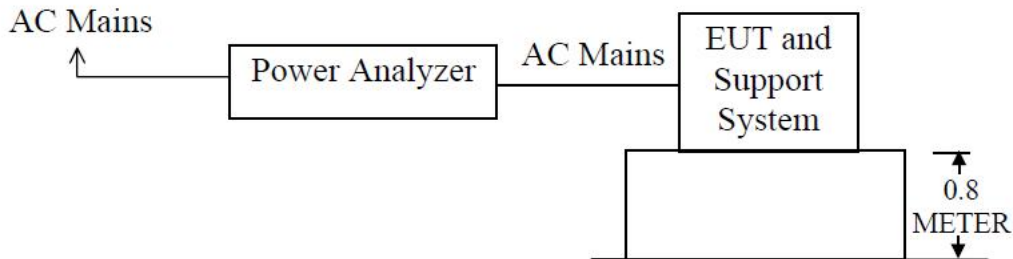 AC Mains
Power Analyzer
AC Mains
EUT and
Support
System
0.8
METER